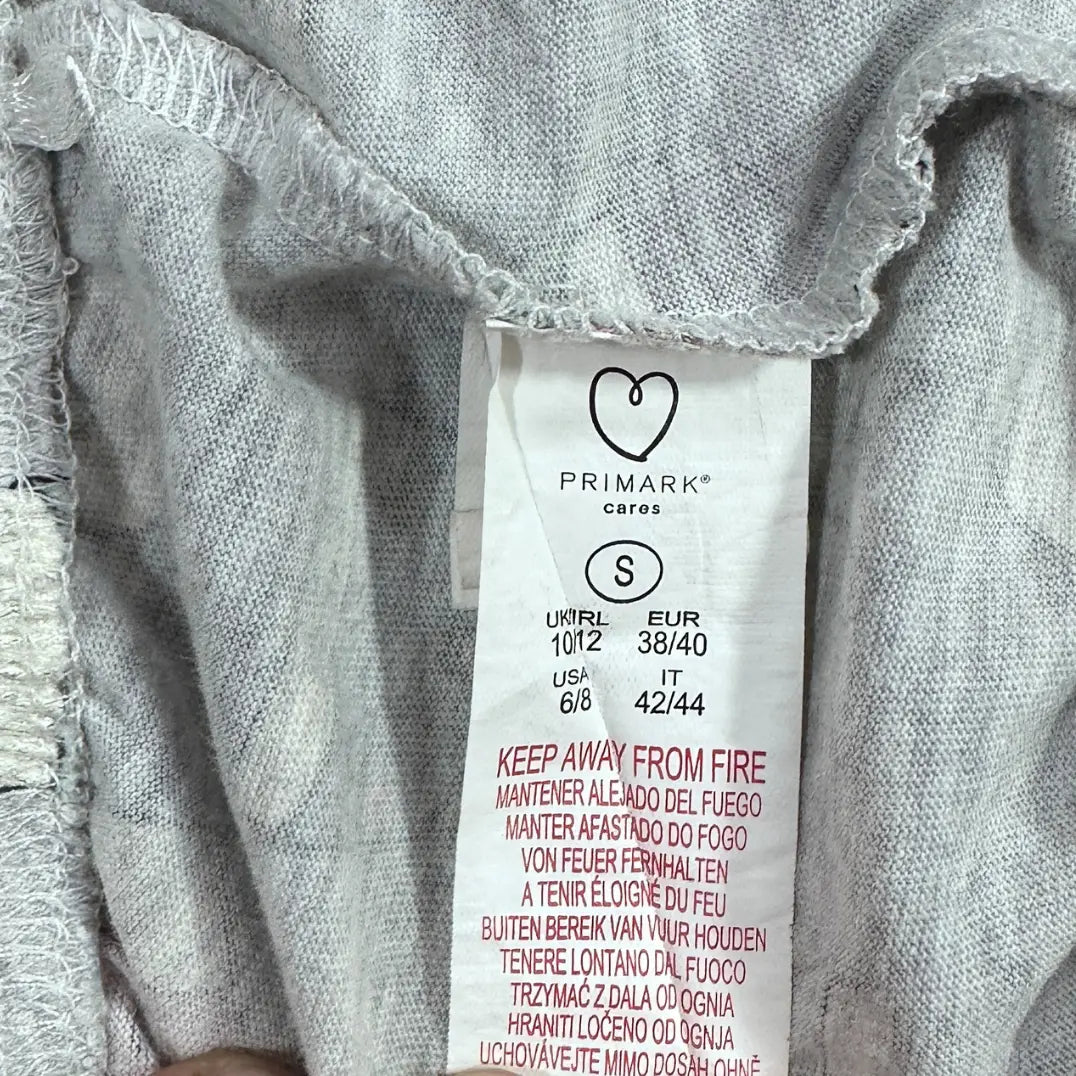 PRIMARK®
cares
S
UK/IRL EUR
10/12 38/40
USA IT
6/8 42/44
KEEP AWAY FROM FIRE
MANTENER ALEJADO DEL FUEGO
MANTER AFASTADO DO FOGO
VON FEUER FERNHALTEN
A TENIR ÉLOIGNÉ DU FEU
BUITEN BEREIK VAN VUUR HOUDEN
TENERE LONTANO DAL FUOCO
TRZYMAĆ Z DALA OD OGNIA
HRANITI LOČENO OD OGNJA
UCHOVÁVEJTE MIMO DOSAH OHNĚ